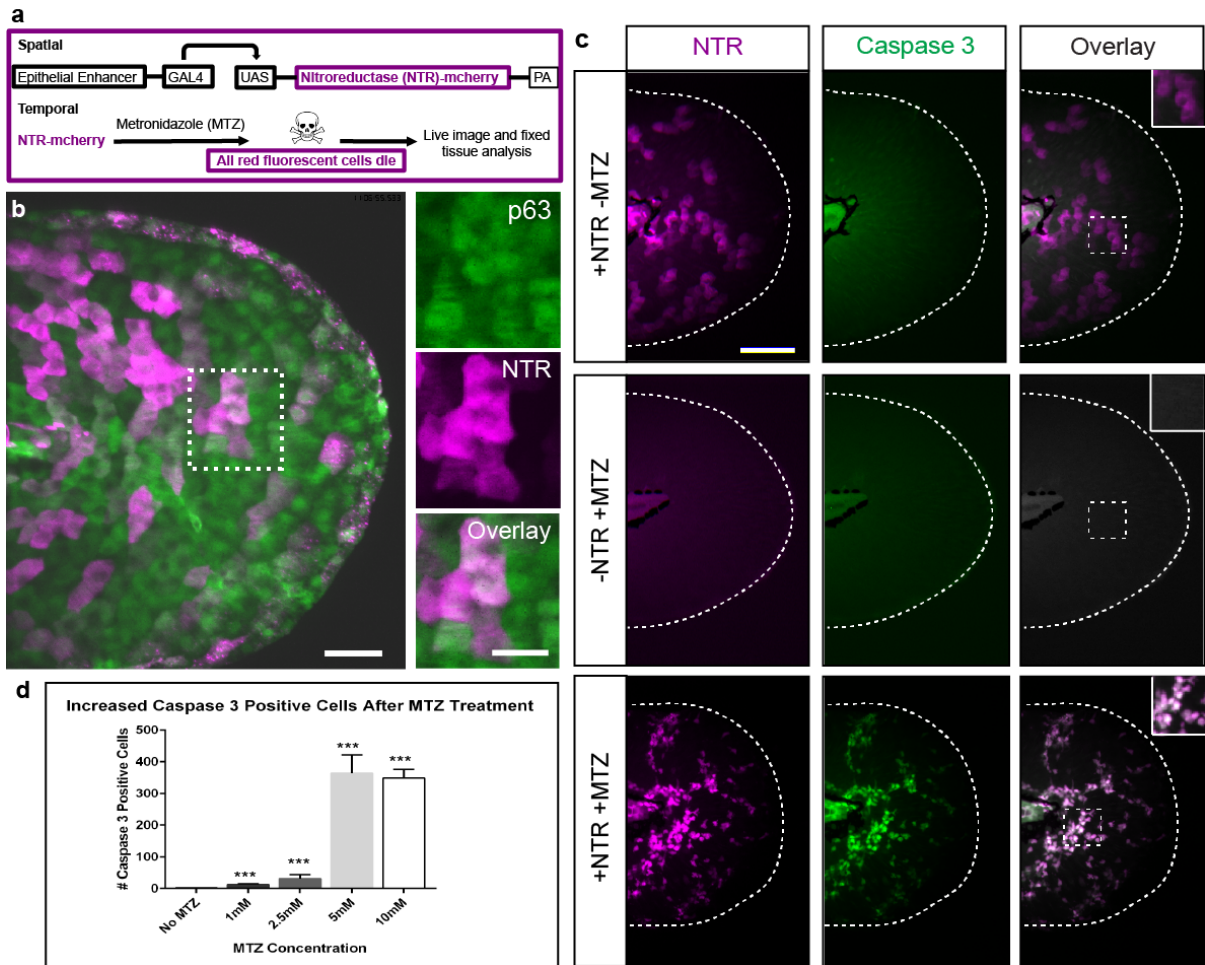 a
Spatial
Epithelial Enhancer GAL4 UAS Nitroreductase (NTR)-mcherry PA
Temporal
NTR-mcherry Metronidazole (MTZ) Live image and fixed
tissue analysis
All red fluorescent cells die
b
p63
NTR
Overlay
c
NTR Caspase 3 Overlay
+NTR -MTZ
-NTR +MTZ
+NTR +MTZ
d
Increased Caspase 3 Positive Cells After MTZ Treatment
# Caspase 3 Positive Cells
500
400
300
200
100
0
***
***
***
***
No MTZ
1mM
2.5mM
5mM
10mM
MTZ Concentration